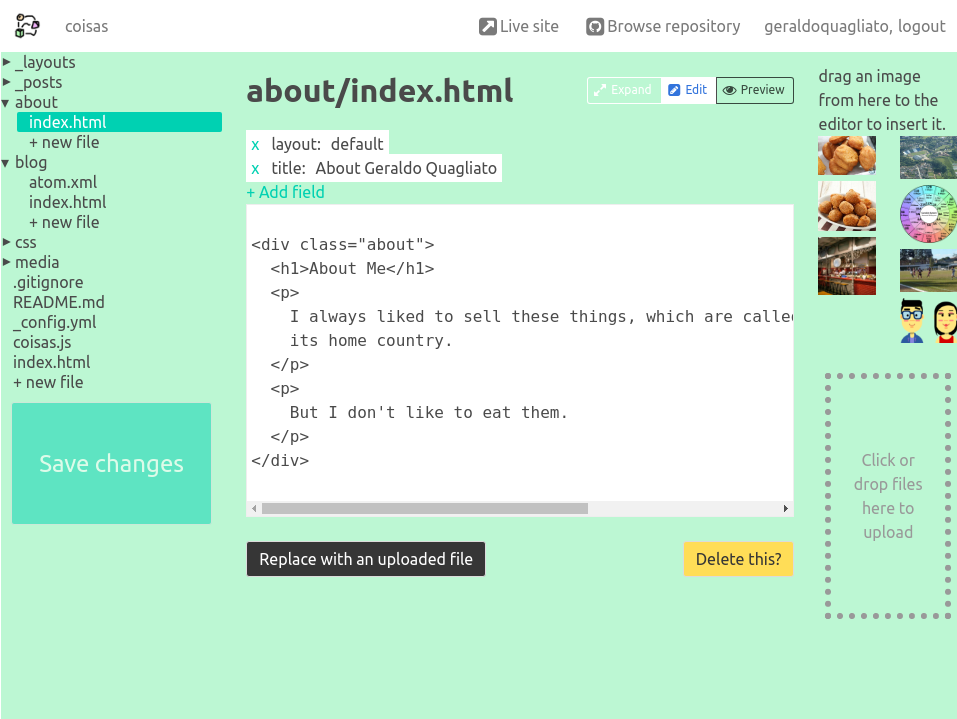 coisas
Live site
Browse repository
geraldoquagliato, logout
_layouts
_posts
about
index.html
+ new file
blog
atom.xml
index.html
+ new file
css
media
.gitignore
README.md
_config.yml
coisas.js
index.html
+ new file
Save changes
about/index.html
Expand
Edit
Preview
x layout: default
x title: About Geraldo Quagliato
+ Add field
<div class="about">
<h1>About Me</h1>
<p>
I always liked to sell these things, which are called
its home country.
</p>
<p>
But I don't like to eat them.
</p>
</div>
Replace with an uploaded file
Delete this?
drag an image
from here to the
editor to insert it.
Click or
drop files
here to
upload